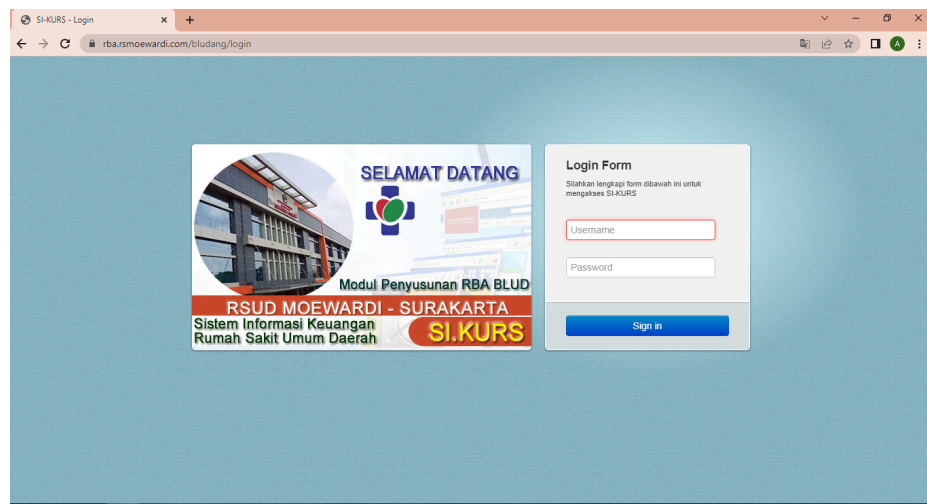 SI-KURS - Login
rba.rsmoewardi.com/bludang/login
A
SELAMAT DATANG
Modul Penyusunan RBA BLUD
RSUD MOEWARDI - SURAKARTA
Sistem Informasi Keuangan
Rumah Sakit Umum Daerah
SI.KURS
Login Form
Silahkan lengkapi form dibawah ini untuk
mengakses SI-KURS
Username
Password
Sign in